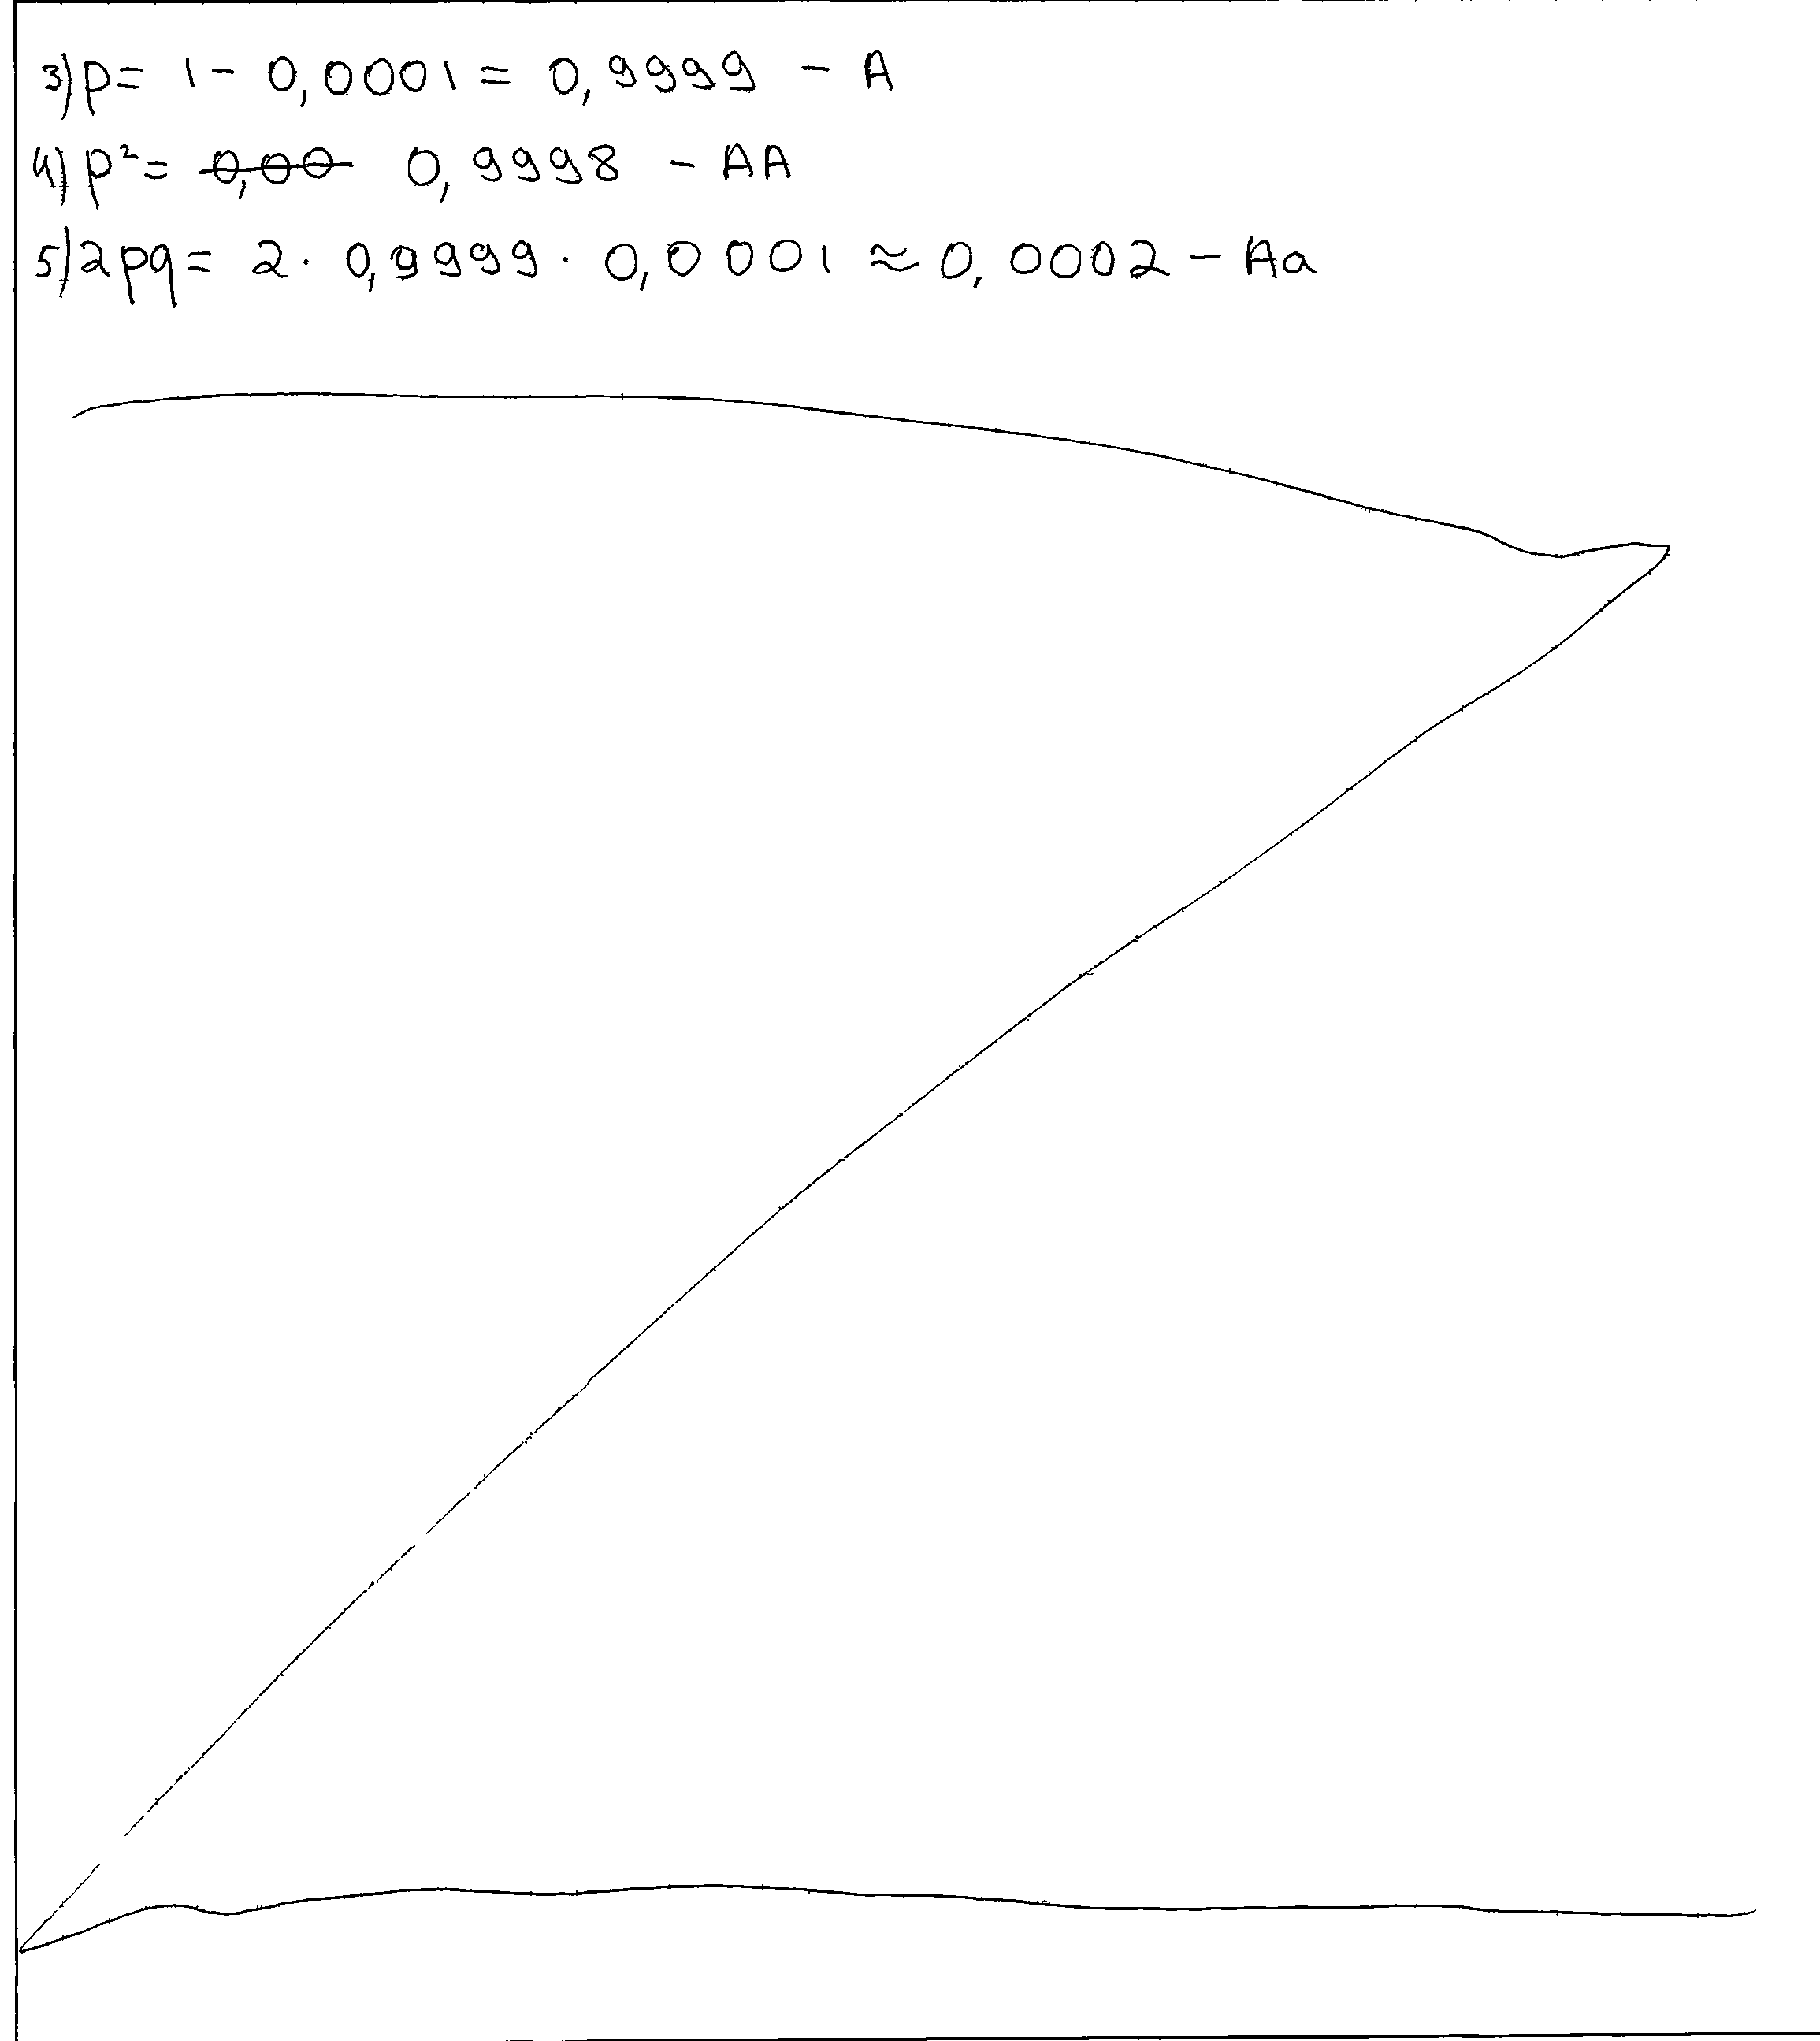 3) p = 1 - 0,0001 = 0,9999 - A
4) p² = 0,00 0,9998 - AA
5) 2pq = 2 · 0,9999 · 0,0001 ≈ 0,0002 - Aa